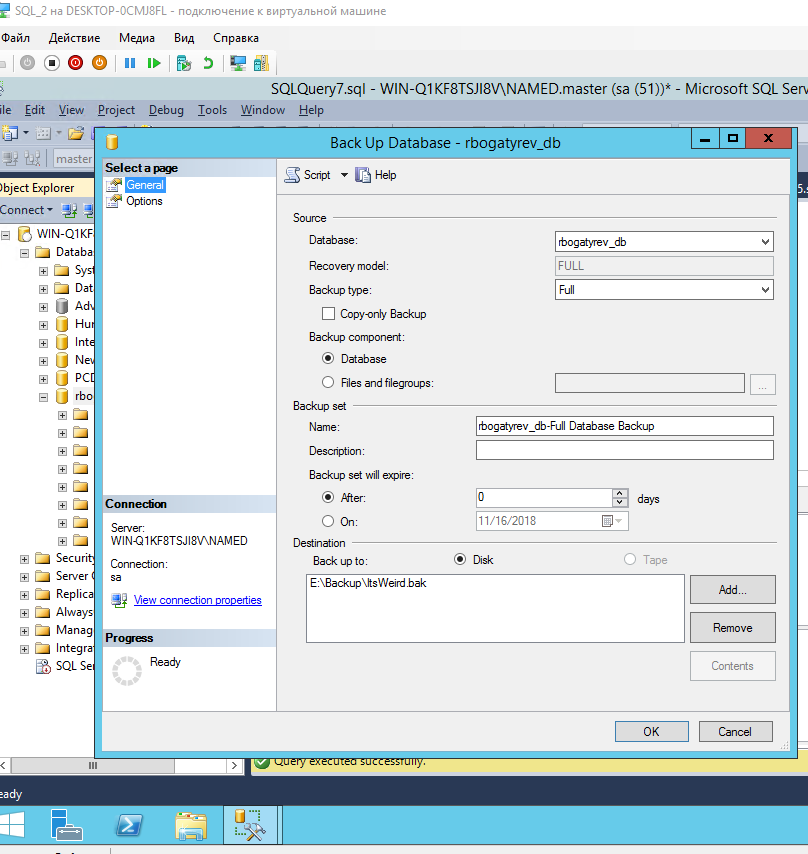 SQL_2 на DESKTOP-0CMJ8FL - подключение к виртуальной машине
Файл Действие Медиа Вид Справка
SQLQuery7.sql - WIN-Q1KF8TSJI8V\NAMED.master (sa (51))* - Microsoft SQL Serv
ile Edit View Project Debug Tools Window Help
master
Back Up Database - rbogatyrev_db
Object Explorer
Connect
WIN-Q1KF
Databa
Syst
Dat
Adv
Hur
Inte
Nev
PCD
rbo
Security
Server O
Replica
Always
Manag
Integrat
SQL Ser
Select a page
General
Options
Script Help
Source
Database: rbogatyrev_db
Recovery model: FULL
Backup type: Full
Copy-only Backup
Backup component:
Database
Files and filegroups: ...
Backup set
Name: rbogatyrev_db-Full Database Backup
Description:
Backup set will expire:
After: 0 days
On: 11/16/2018
Destination
Back up to: Disk Tape
E:\Backup\ItsWeird.bak
Add...
Remove
Contents
Connection
Server:
WIN-Q1KF8TSJI8V\NAMED
Connection:
sa
View connection properties
Progress
Ready
OK Cancel
Query executed successfully.
eady